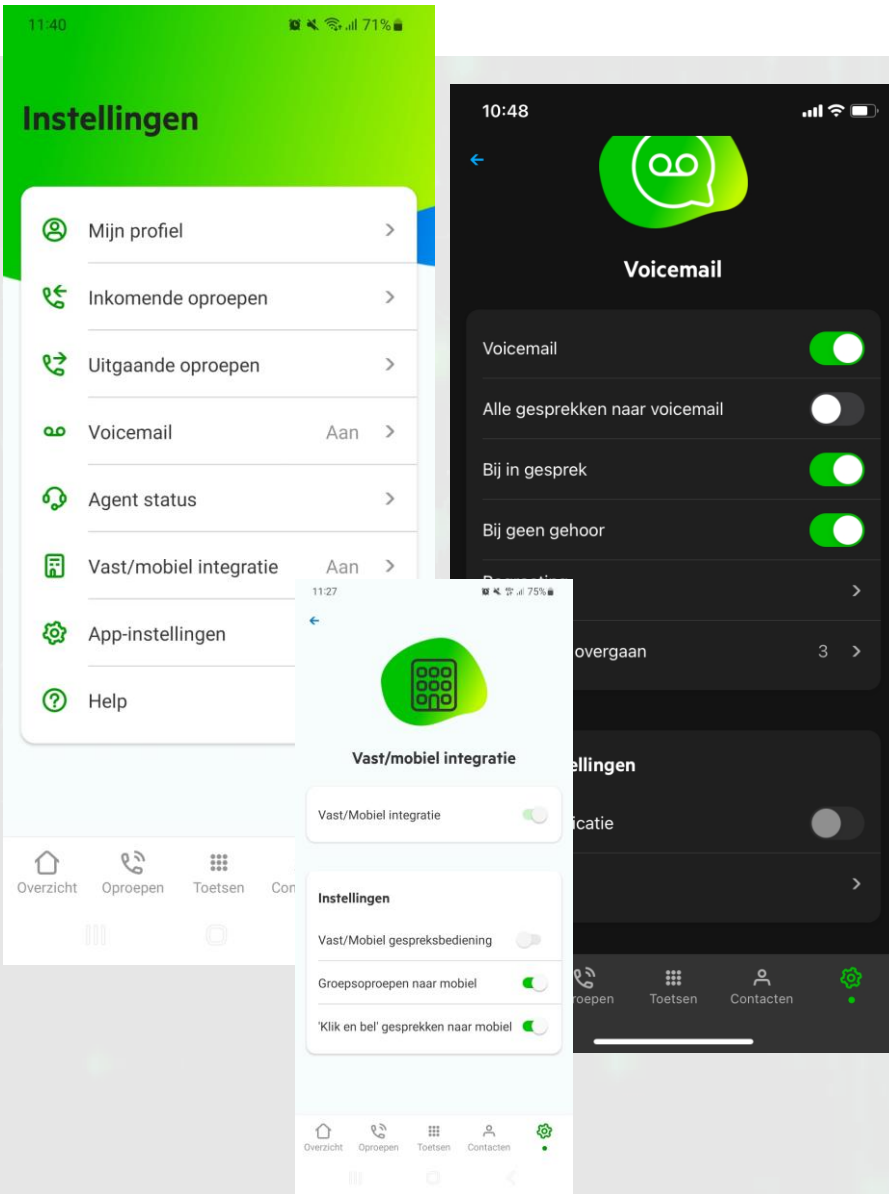 11:40
71%
Instellingen
Mijn profiel
Inkomende oproepen
Uitgaande oproepen
Voicemail Aan
Agent status
Vast/mobiel integratie Aan
App-instellingen
Help
Overzicht Oproepen Toetsen Con
10:48
Voicemail
Voicemail
Alle gesprekken naar voicemail
Bij in gesprek
Bij geen gehoor
overgaan 3
ellingen
icatie
roepen Toetsen Contacten
11:27
75%
Vast/mobiel integratie
Vast/Mobiel integratie
Instellingen
Vast/Mobiel gespreksbediening
Groepsoproepen naar mobiel
'Klik en bel' gesprekken naar mobiel
Overzicht Oproepen Toetsen Contacten